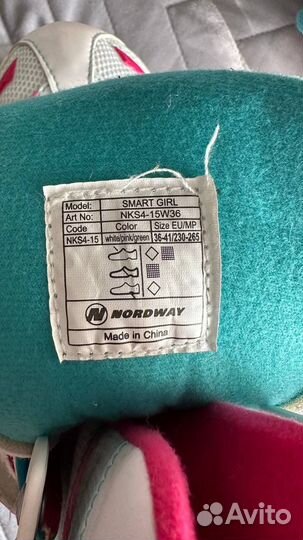 Model: SMART GIRL
Art No: NKS4-15W36
Code Color Size EU/MP
NKS4-15 white/pink/green 36-41/230-265
NORDWAY
Made in China
Avito